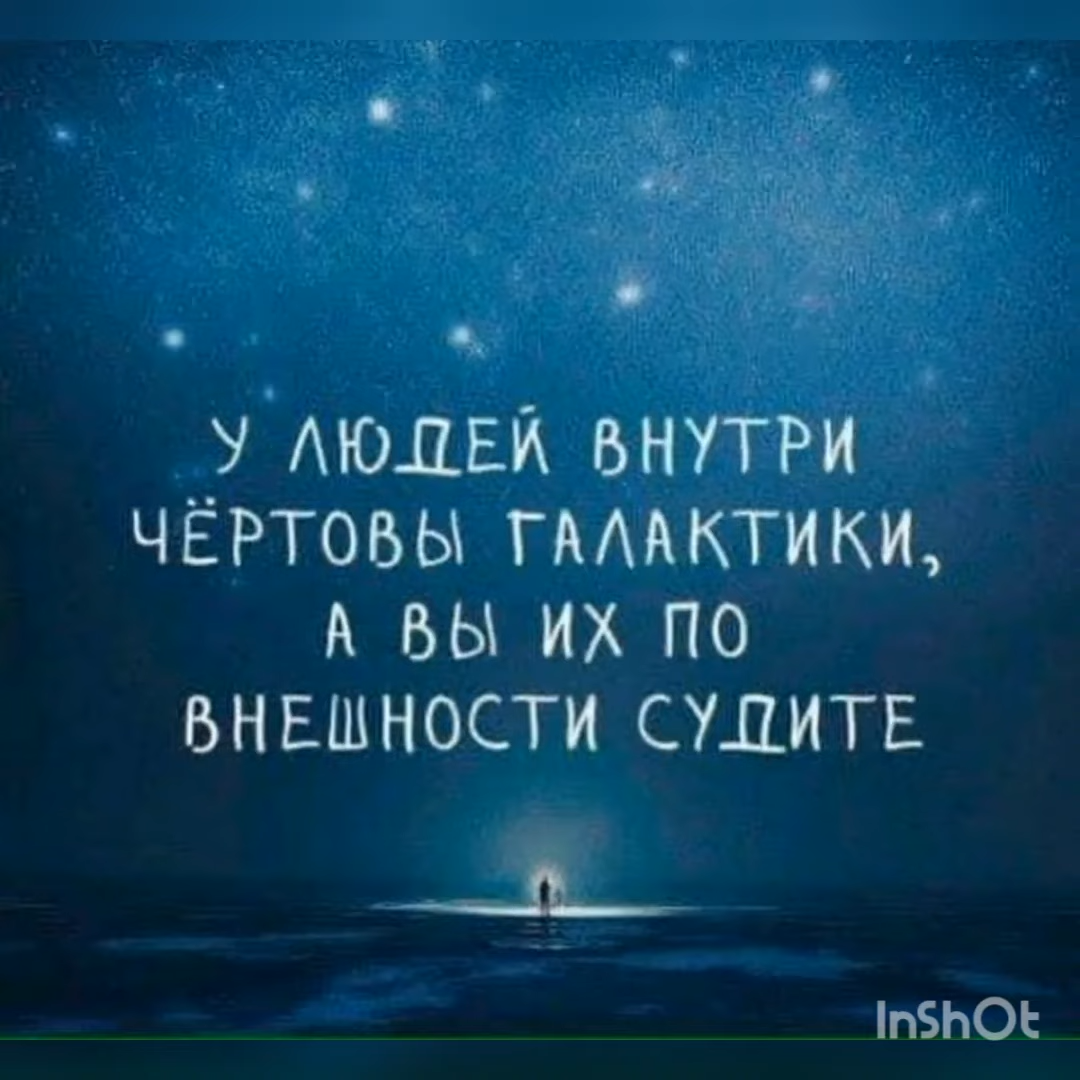 У ЛЮДЕЙ ВНУТРИ
ЧЁРТОВЫ ГАЛАКТИКИ,
А ВЫ ИХ ПО
ВНЕШНОСТИ СУДИТЕ
InShOt